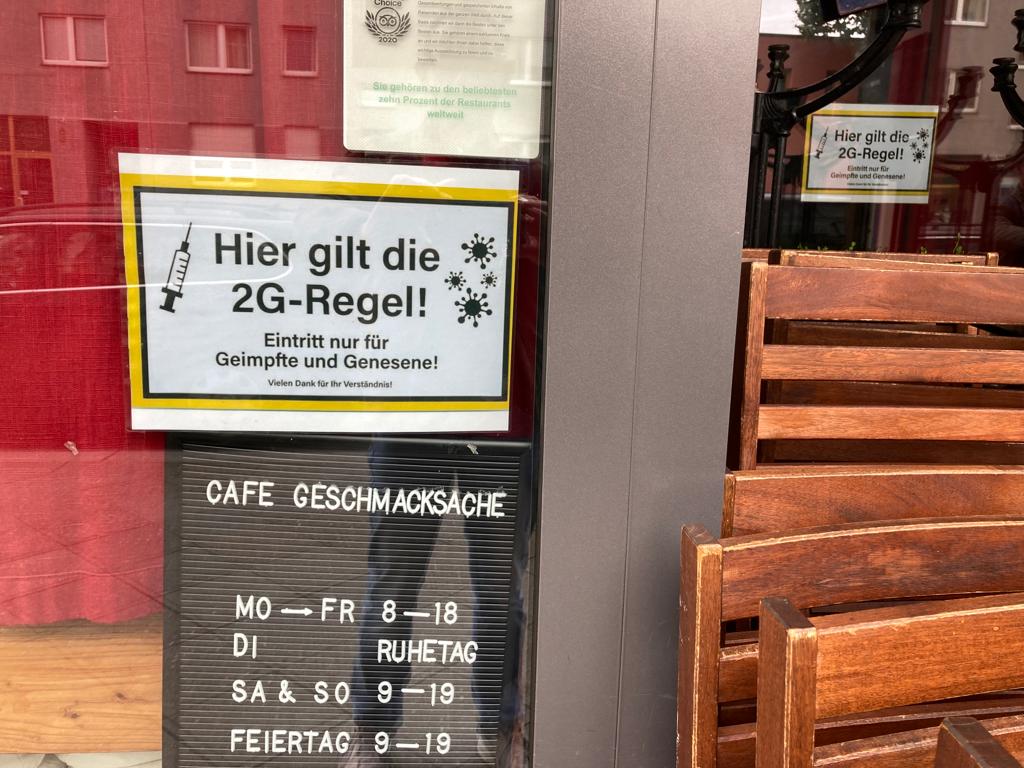 Choice
2020
Sie gehören zu den beliebtesten
zehn Prozent der Restaurants
weltweit
Hier gilt die
2G-Regel!
Eintritt nur für
Geimpfte und Genesene!
Vielen Dank für Ihr Verständnis!
CAFE GESCHMACKSACHE
MO → FR 8 — 18
DI RUHETAG
SA & SO 9 — 19
FEIERTAG 9 — 19
Hier gilt die
2G-Regel!
Eintritt nur für
Geimpfte und Genesene!